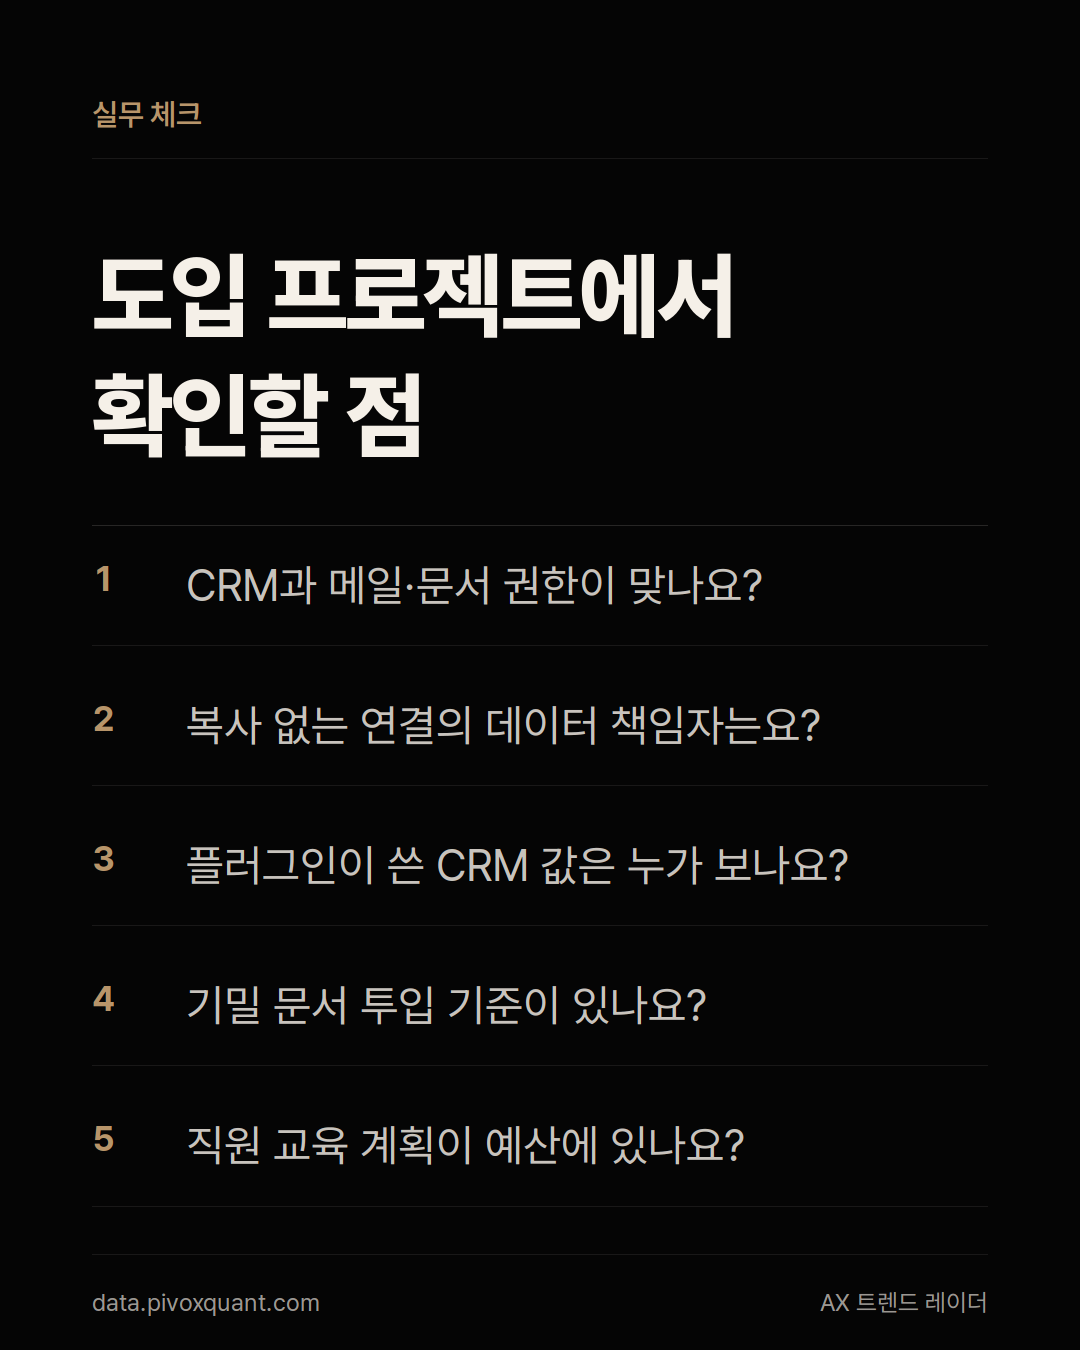 실무 체크
도입 프로젝트에서
확인할 점
1 CRM과 메일·문서 권한이 맞나요?
2 복사 없는 연결의 데이터 책임자는요?
3 플러그인이 쓴 CRM 값은 누가 보나요?
4 기밀 문서 투입 기준이 있나요?
5 직원 교육 계획이 예산에 있나요?
data.pivoxquant.com AX 트렌드 레이더